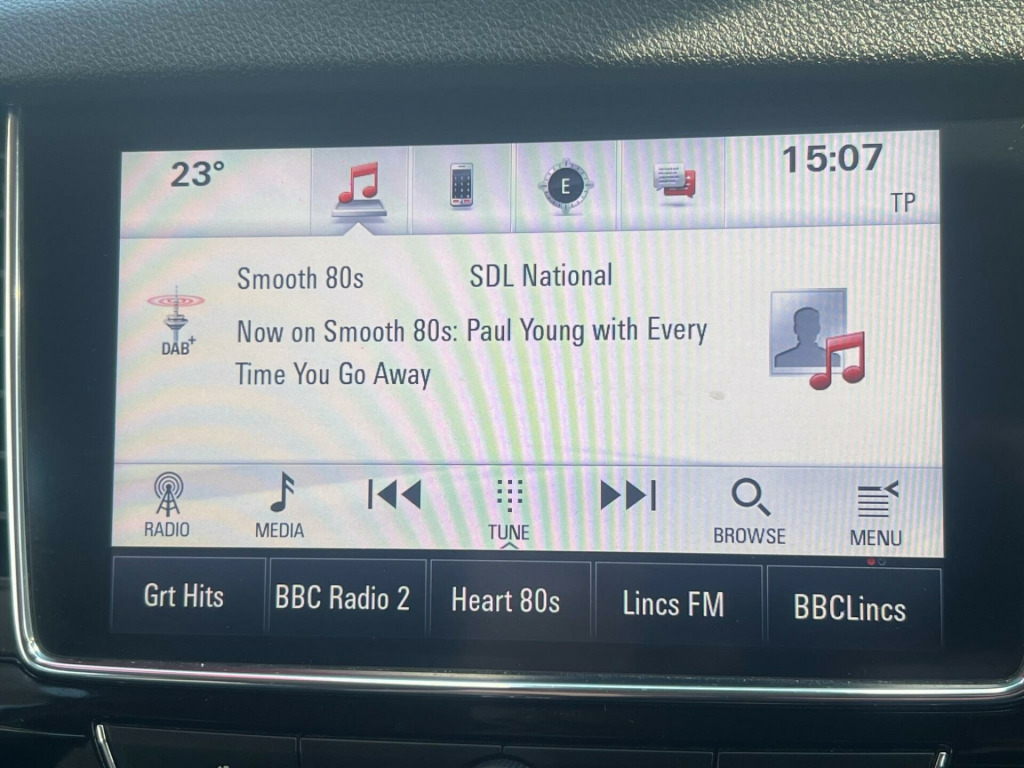 23°
E
15:07
TP
Smooth 80s SDL National
DAB+
Now on Smooth 80s: Paul Young with Every
Time You Go Away
RADIO MEDIA TUNE BROWSE MENU
Grt Hits BBC Radio 2 Heart 80s Lincs FM BBCLincs